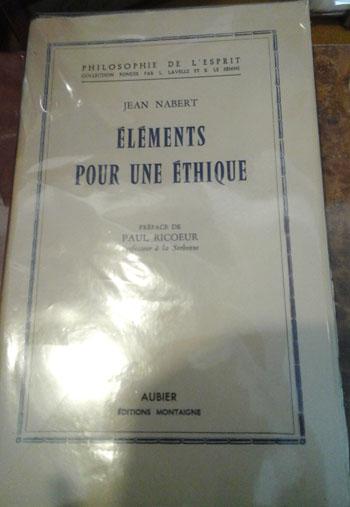 PHILOSOPHIE DE L'ESPRIT
COLLECTION FONDÉE PAR L. LAVELLE ET R. LE SENNE
JEAN NABERT
ÉLÉMENTS
POUR UNE ÉTHIQUE
PRÉFACE DE
PAUL RICOEUR
Professeur à la Sorbonne
AUBIER
ÉDITIONS MONTAIGNE